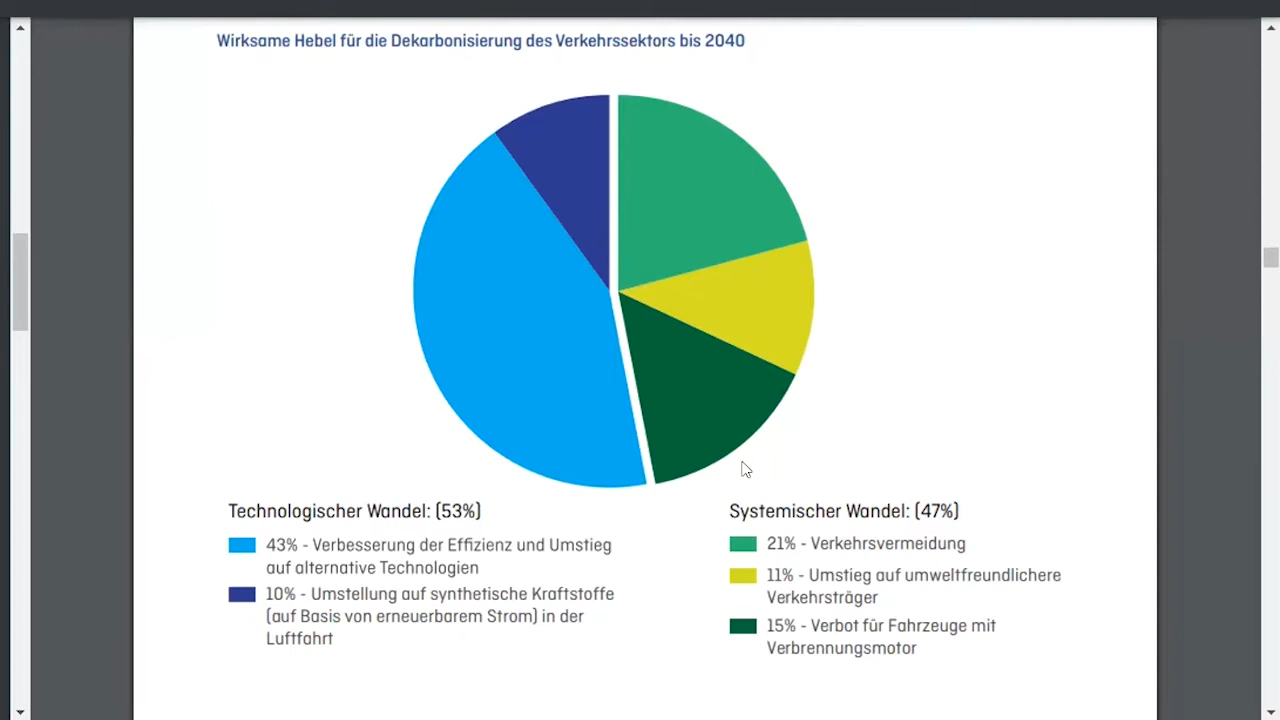 Wirksame Hebel für die Dekarbonisierung des Verkehrssektors bis 2040
Technologischer Wandel: (53%)
43% - Verbesserung der Effizienz und Umstieg
auf alternative Technologien
10% - Umstellung auf synthetische Kraftstoffe
(auf Basis von erneuerbarem Strom) in der
Luftfahrt
Systemischer Wandel: (47%)
21% - Verkehrsvermeidung
11% - Umstieg auf umweltfreundlichere
Verkehrsträger
15% - Verbot für Fahrzeuge mit
Verbrennungsmotor